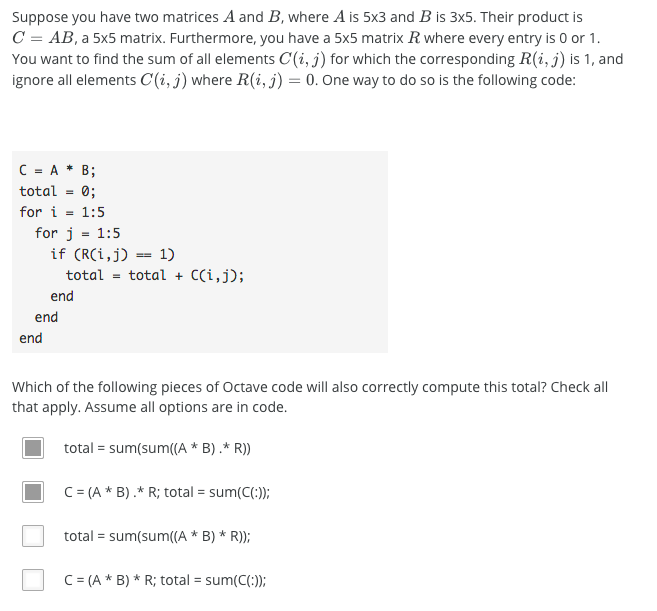 Suppose you have two matrices A and B, where A is 5x3 and B is 3x5. Their product is
C = AB, a 5x5 matrix. Furthermore, you have a 5x5 matrix R where every entry is 0 or 1.
You want to find the sum of all elements C(i, j) for which the corresponding R(i, j) is 1, and
ignore all elements C(i, j) where R(i, j) = 0. One way to do so is the following code:
C = A * B;
total = 0;
for i = 1:5
  for j = 1:5
    if (R(i,j) == 1)
      total = total + C(i,j);
    end
  end
end
Which of the following pieces of Octave code will also correctly compute this total? Check all
that apply. Assume all options are in code.
total = sum(sum((A * B) .* R))
C = (A * B) .* R; total = sum(C(:));
total = sum(sum((A * B) * R));
C = (A * B) * R; total = sum(C(:));